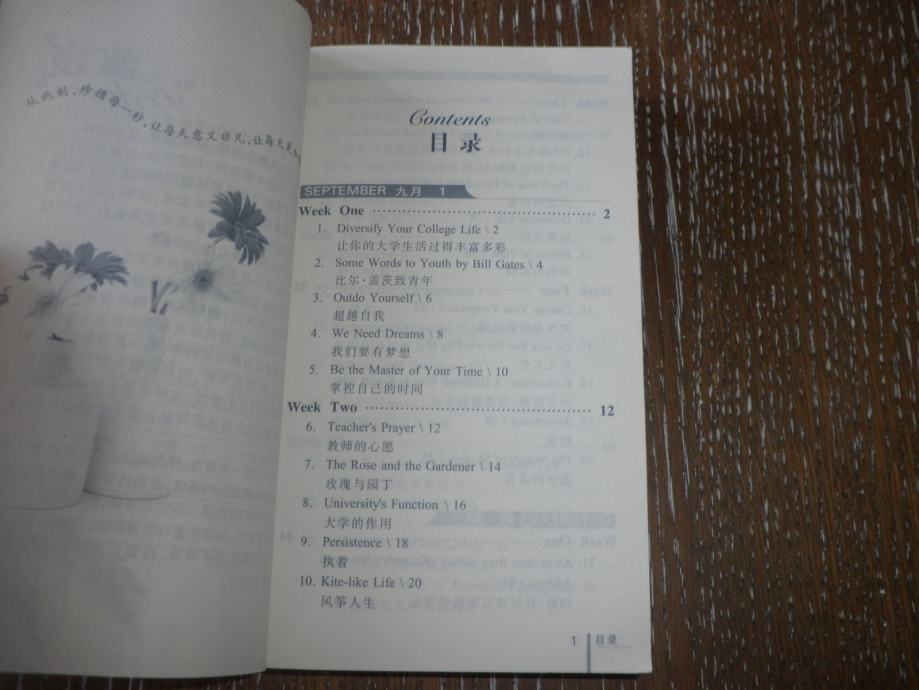 从此刻,珍惜每一秒,让每天意义非凡,让每天更
Contents
目录
SEPTEMBER 九月 1
Week One ································ 2
1. Diversify Your College Life \ 2
让你的大学生活过得丰富多彩
2. Some Words to Youth by Bill Gates \ 4
比尔·盖茨致青年
3. Outdo Yourself \ 6
超越自我
4. We Need Dreams \ 8
我们要有梦想
5. Be the Master of Your Time \ 10
掌控自己的时间
Week Two ································ 12
6. Teacher's Prayer \ 12
教师的心愿
7. The Rose and the Gardener \ 14
玫瑰与园丁
8. University's Function \ 16
大学的作用
9. Persistence \ 18
执着
10. Kite-like Life \ 20
风筝人生
1 目录